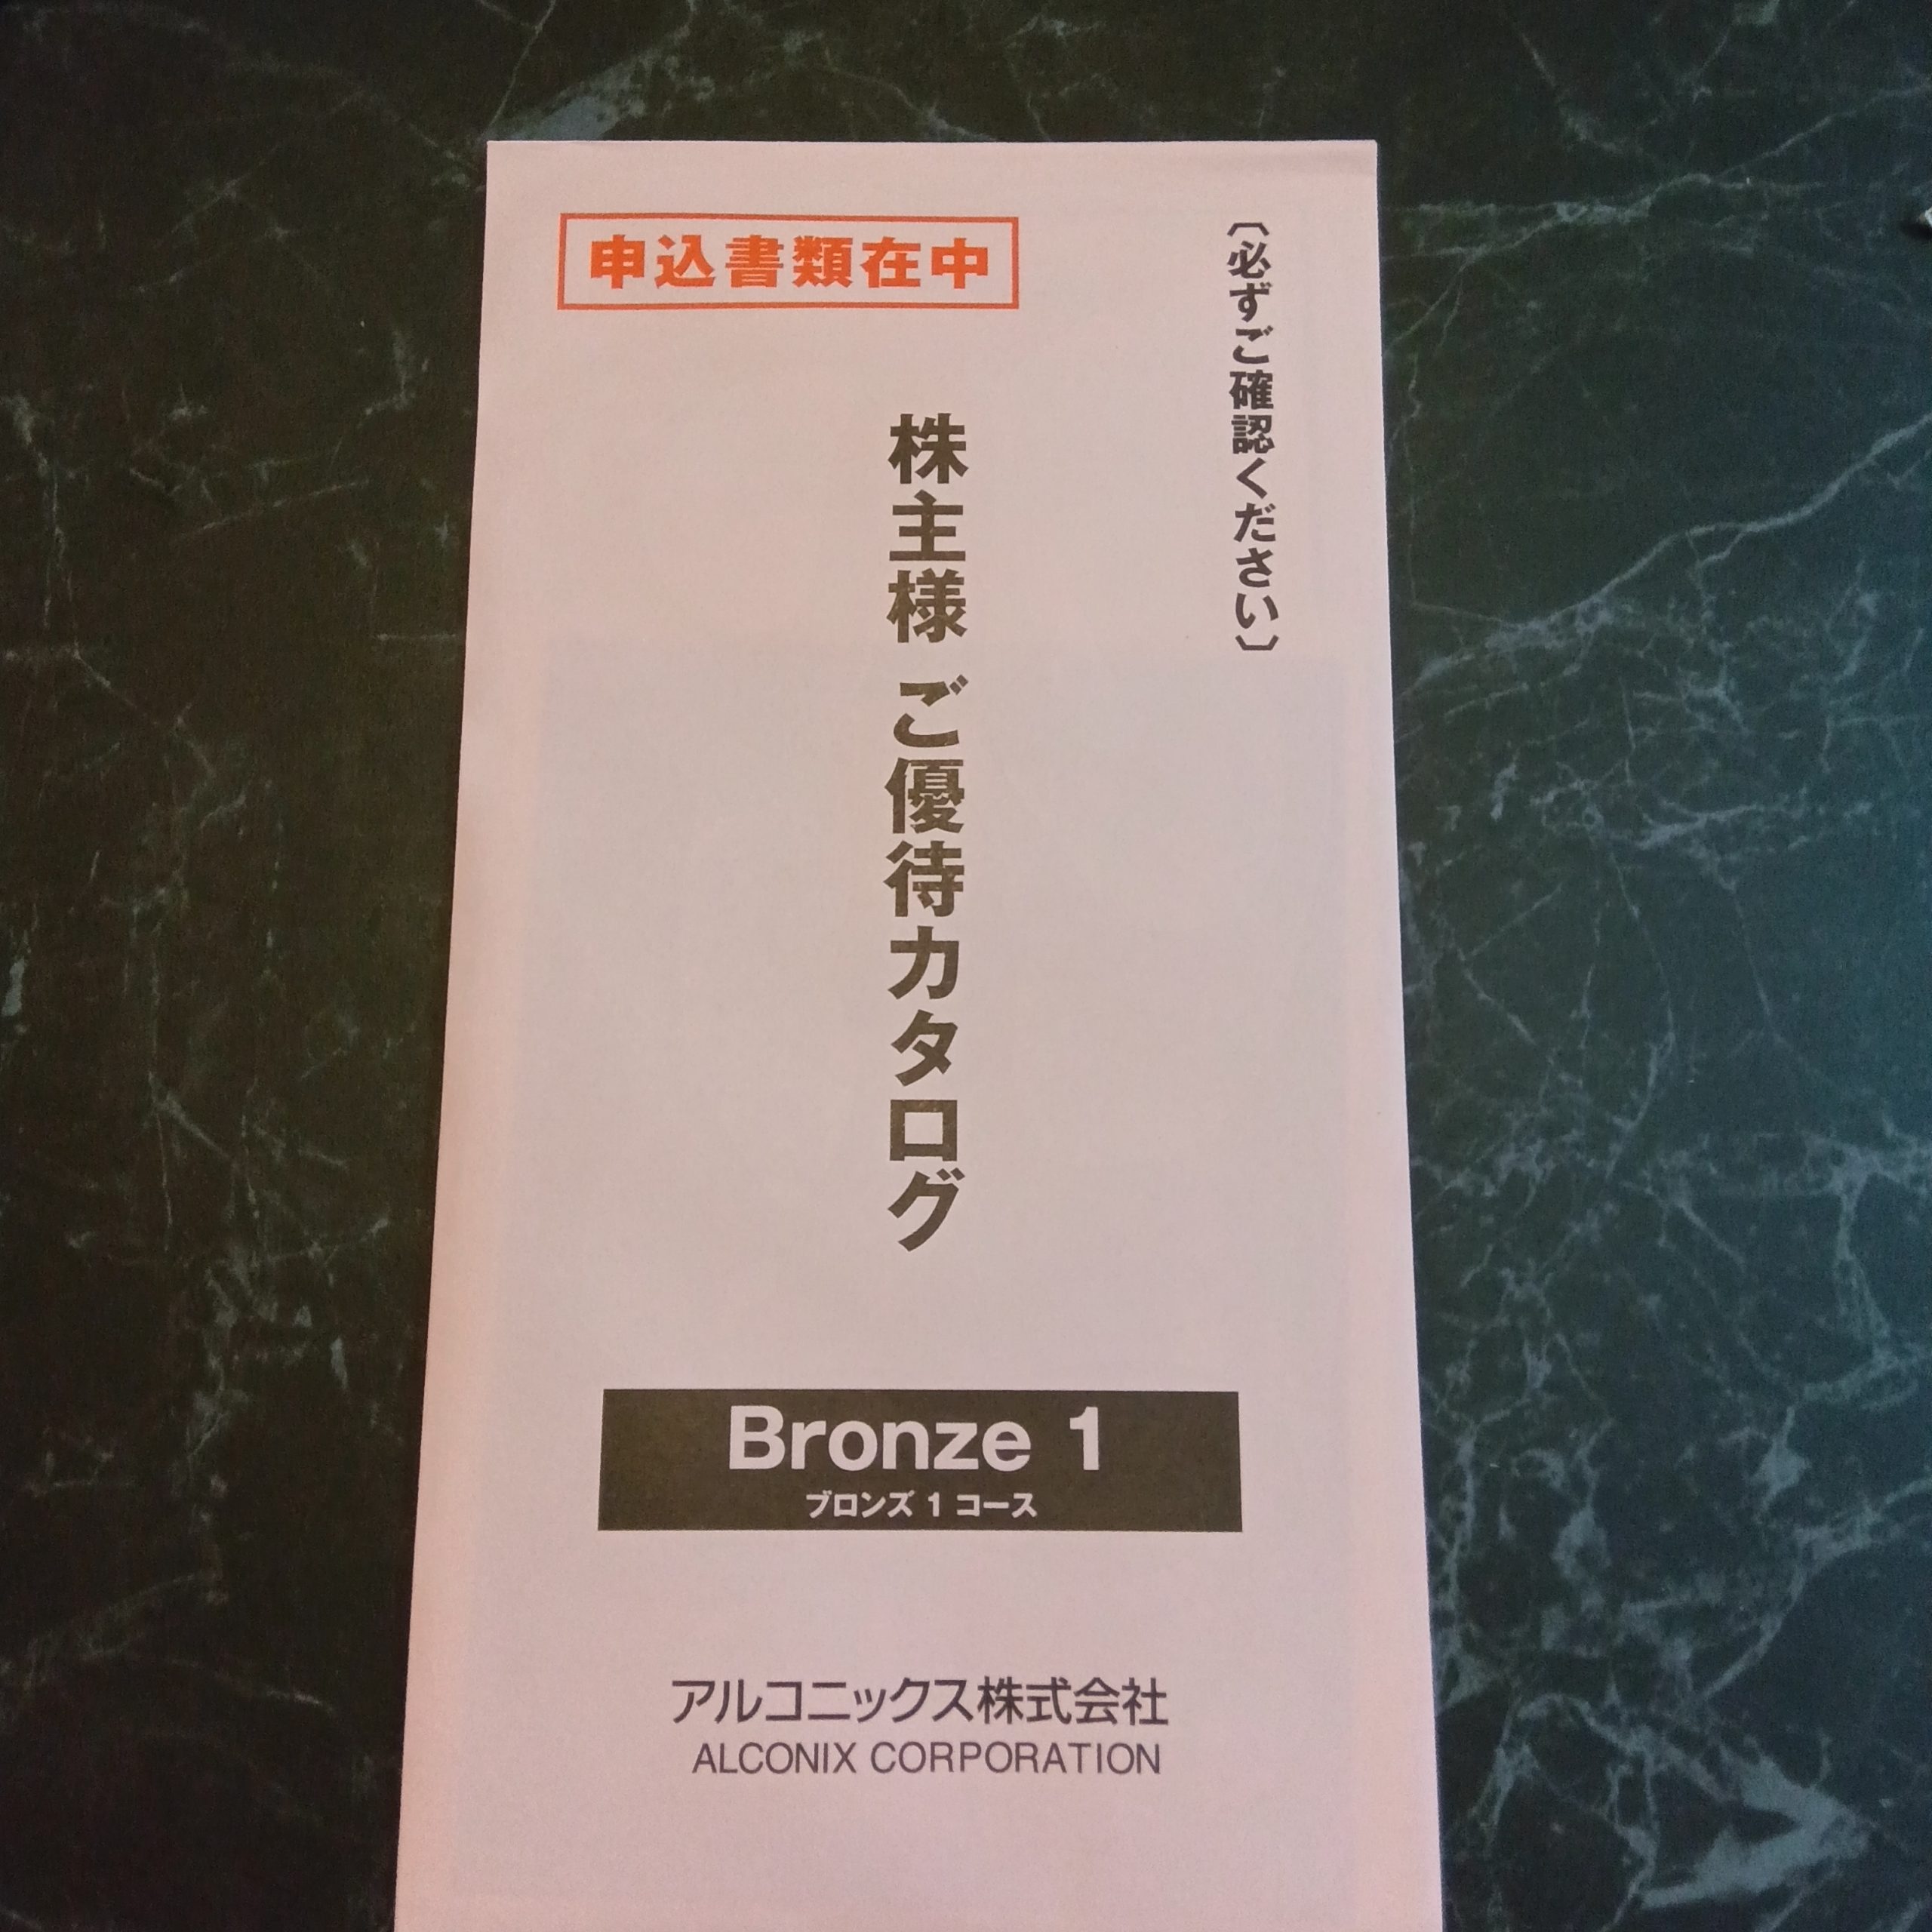 〔必ずご確認ください〕
申込書類在中
株主様 ご優待カタログ
Bronze 1
ブロンズ 1 コース
アルコニックス株式会社
ALCONIX CORPORATION